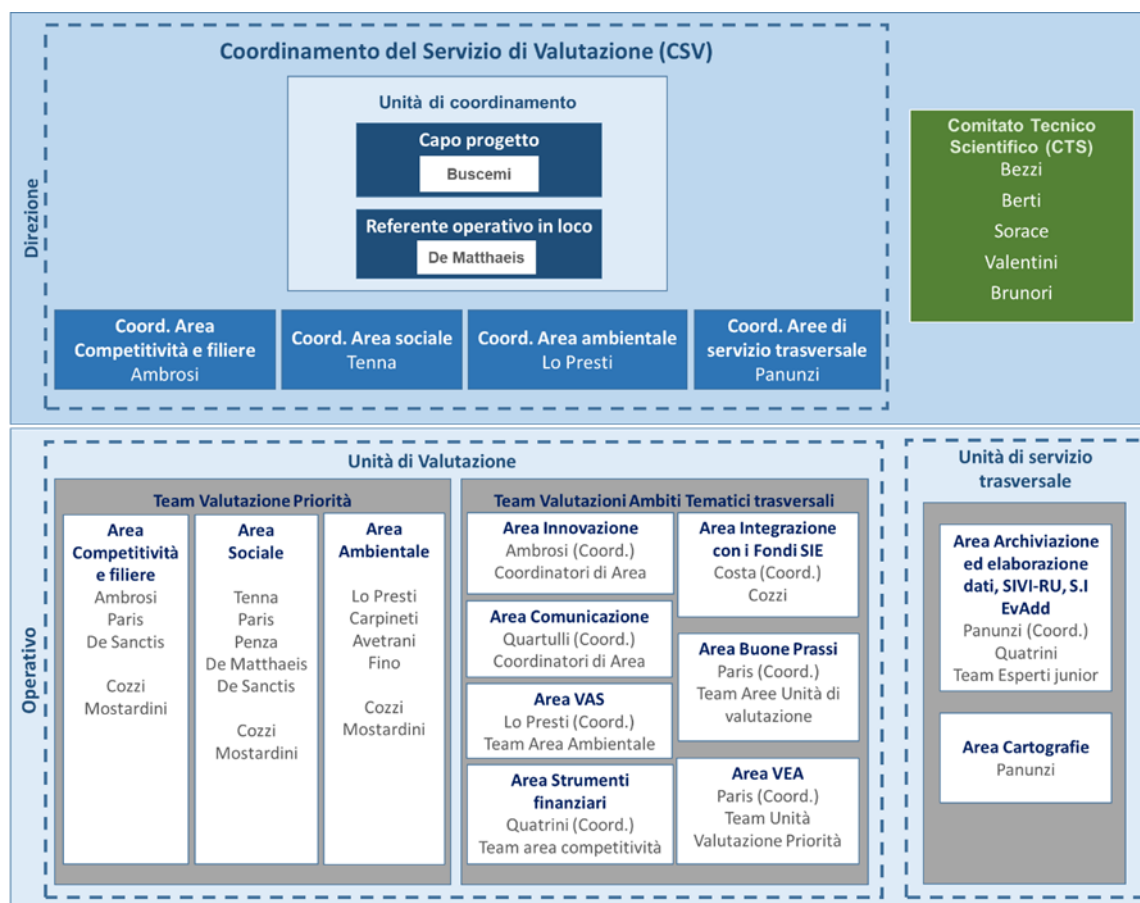 Direzione
Coordinamento del Servizio di Valutazione (CSV)
Unità di coordinamento
Capo progetto
Buscemi
Referente operativo in loco
De Matthaeis
Coord. Area
Competitività e filiere
Ambrosi
Coord. Area sociale
Tenna
Coord. Area ambientale
Lo Presti
Coord. Aree di
servizio trasversale
Panunzi
Comitato Tecnico
Scientifico (CTS)
Bezzi
Berti
Sorace
Valentini
Brunori
Operativo
Unità di Valutazione
Team Valutazione Priorità
Area
Competitività
e filiere
Ambrosi
Paris
De Sanctis
Cozzi
Mostardini
Area
Sociale
Tenna
Paris
Penza
De Matthaeis
De Sanctis
Cozzi
Mostardini
Area
Ambientale
Lo Presti
Carpineti
Avetrani
Fino
Cozzi
Mostardini
Team Valutazioni Ambiti Tematici trasversali
Area Innovazione
Ambrosi (Coord.)
Coordinatori di Area
Area Comunicazione
Quartulli (Coord.)
Coordinatori di Area
Area VAS
Lo Presti (Coord.)
Team Area Ambientale
Area Strumenti
finanziari
Quatrini (Coord.)
Team area competitività
Area Integrazione
con i Fondi SIE
Costa (Coord.)
Cozzi
Area Buone Prassi
Paris (Coord.)
Team Aree Unità di
valutazione
Area VEA
Paris (Coord.)
Team Unità
Valutazione Priorità
Unità di servizio
trasversale
Area Archiviazione
ed elaborazione
dati, SIVI-RU, S.I
EvAdd
Panunzi (Coord.)
Quatrini
Team Esperti junior
Area Cartografie
Panunzi